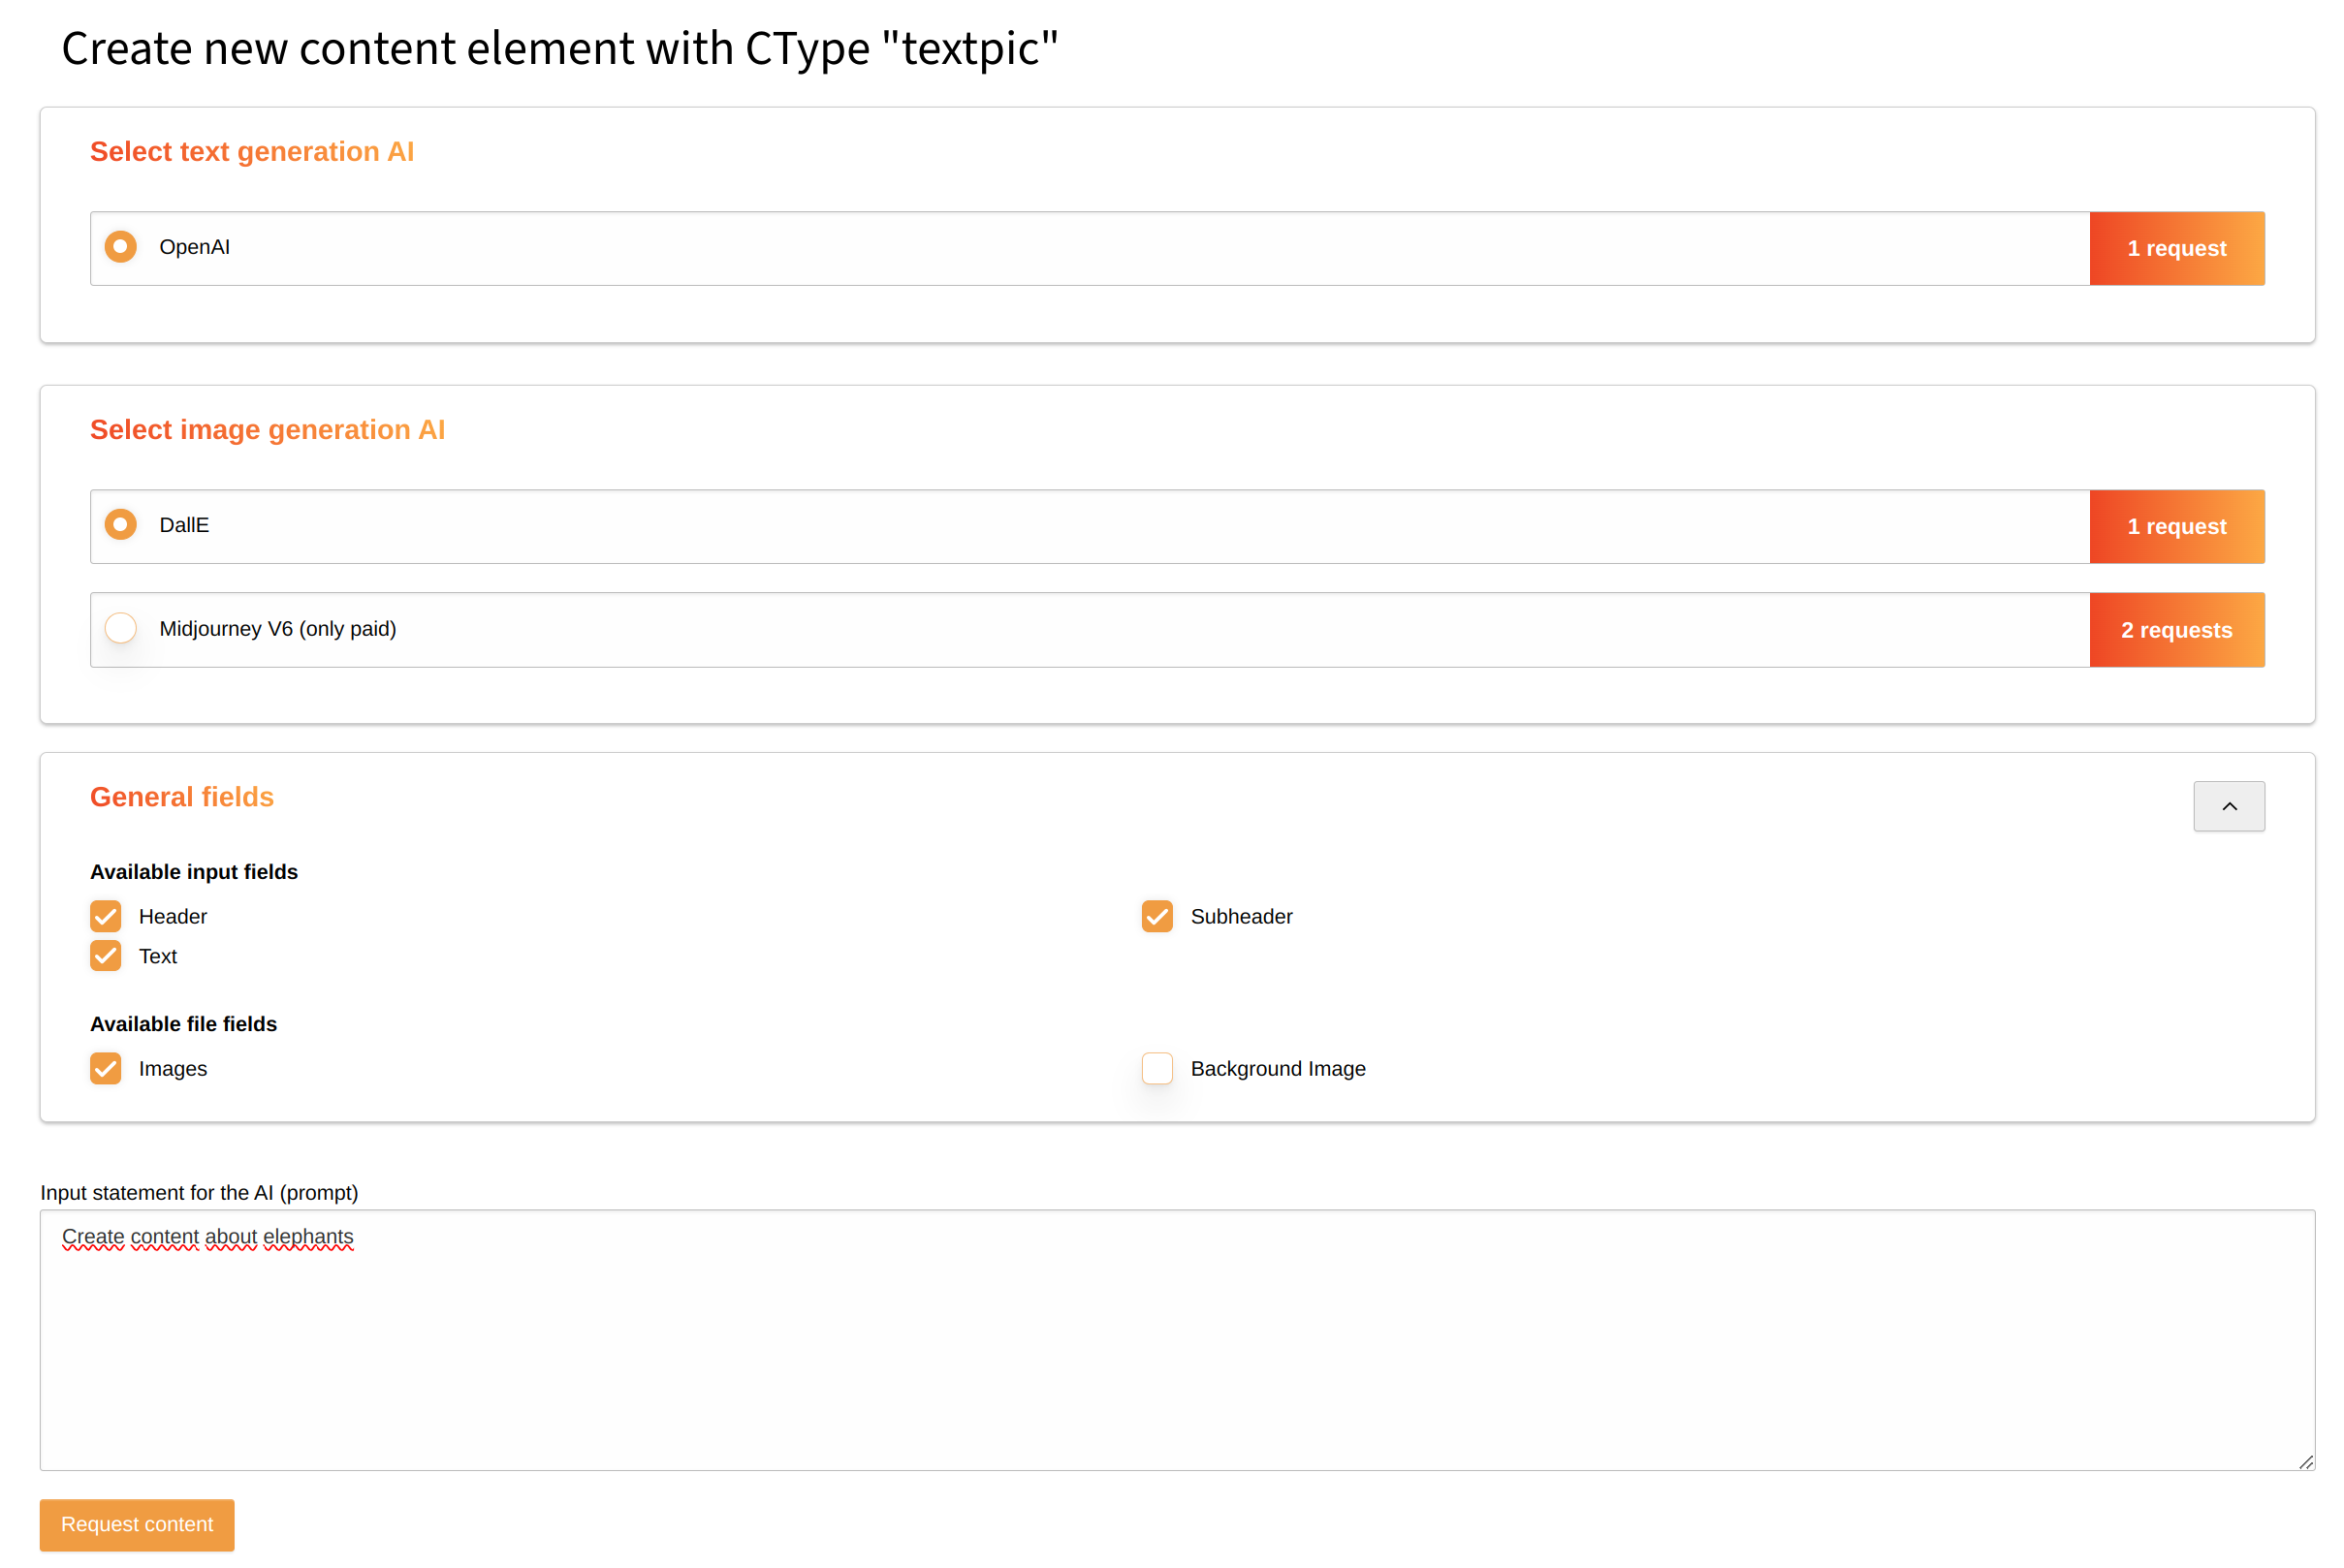 Create new content element with CType "textpic"
Select text generation AI
OpenAI
1 request
Select image generation AI
DallE
1 request
Midjourney V6 (only paid)
2 requests
General fields
Available input fields
Header
Subheader
Text
Available file fields
Images
Background Image
Input statement for the AI (prompt)
Create content about elephants
Request content